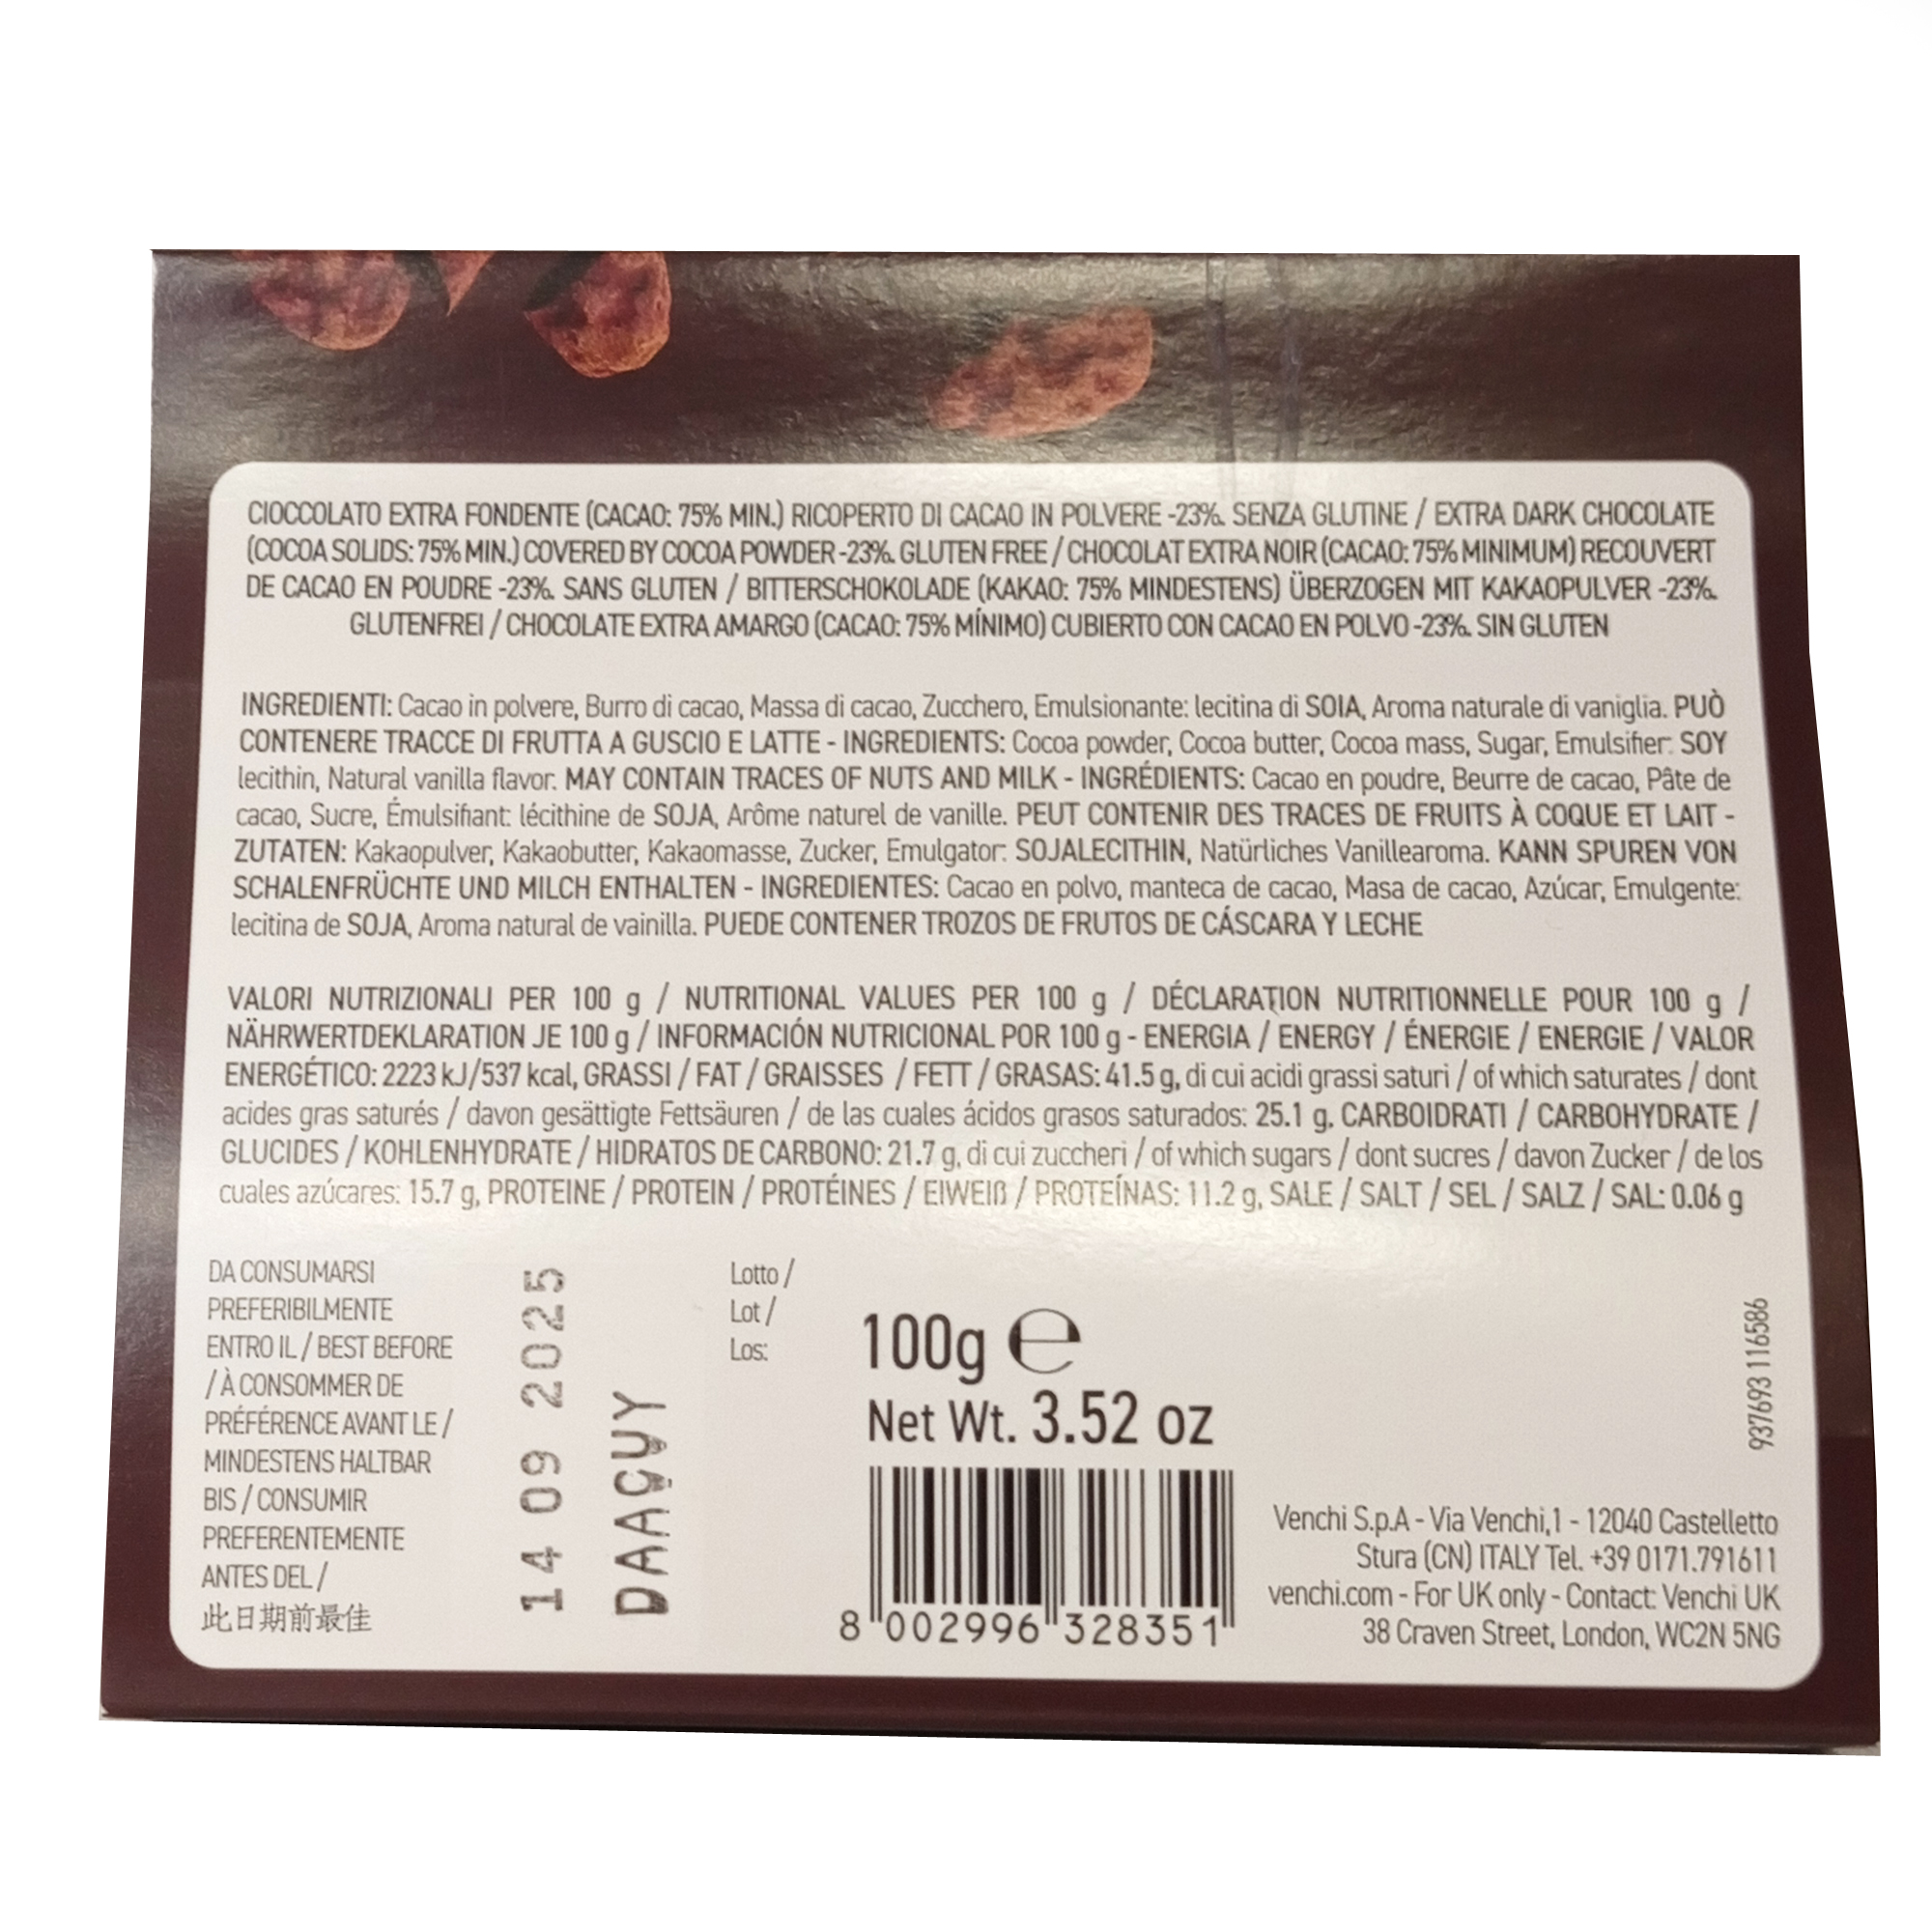 CIOCCOLATO EXTRA FONDENTE (CACAO: 75% MIN.) RICOPERTO DI CACAO IN POLVERE -23%. SENZA GLUTINE / EXTRA DARK CHOCOLATE
(COCOA SOLIDS: 75% MIN.) COVERED BY COCOA POWDER -23%. GLUTEN FREE / CHOCOLAT EXTRA NOIR (CACAO: 75% MINIMUM) RECOUVERT
DE CACAO EN POUDRE -23%. SANS GLUTEN / BITTERSCHOKOLADE (KAKAO: 75% MINDESTENS) ÜBERZOGEN MIT KAKAOPULVER -23%.
GLUTENFREI / CHOCOLATE EXTRA AMARGO (CACAO: 75% MÍNIMO) CUBIERTO CON CACAO EN POLVO -23%. SIN GLUTEN
INGREDIENTI: Cacao in polvere, Burro di cacao, Massa di cacao, Zucchero, Emulsionante: lecitina di SOIA, Aroma naturale di vaniglia. PUÒ
CONTENERE TRACCE DI FRUTTA A GUSCIO E LATTE - INGREDIENTS: Cocoa powder, Cocoa butter, Cocoa mass, Sugar, Emulsifier: SOY
lecithin, Natural vanilla flavor. MAY CONTAIN TRACES OF NUTS AND MILK - INGRÉDIENTS: Cacao en poudre, Beurre de cacao, Pâte de
cacao, Sucre, Émulsifiant: lécithine de SOJA, Arôme naturel de vanille. PEUT CONTENIR DES TRACES DE FRUITS À COQUE ET LAIT -
ZUTATEN: Kakaopulver, Kakaobutter, Kakaomasse, Zucker, Emulgator: SOJALECITHIN, Natürliches Vanillearoma. KANN SPUREN VON
SCHALENFRÜCHTE UND MILCH ENTHALTEN - INGREDIENTES: Cacao en polvo, manteca de cacao, Masa de cacao, Azúcar, Emulgente:
lecitina de SOJA, Aroma natural de vainilla. PUEDE CONTENER TROZOS DE FRUTOS DE CÁSCARA Y LECHE
VALORI NUTRIZIONALI PER 100 g / NUTRITIONAL VALUES PER 100 g / DÉCLARATION NUTRITIONNELLE POUR 100 g /
NÄHRWERTDEKLARATION JE 100 g / INFORMACIÓN NUTRICIONAL POR 100 g - ENERGIA / ENERGY / ÉNERGIE / ENERGIE / VALOR
ENERGÉTICO: 2223 kJ/537 kcal, GRASSI / FAT / GRAISSES / FETT / GRASAS: 41.5 g, di cui acidi grassi saturi / of which saturates / dont
acides gras saturés / davon gesättigte Fettsäuren / de las cuales ácidos grasos saturados: 25.1 g, CARBOIDRATI / CARBOHYDRATE /
GLUCIDES / KOHLENHYDRATE / HIDRATOS DE CARBONO: 21.7 g, di cui zuccheri / of which sugars / dont sucres / davon Zucker / de los
cuales azúcares: 15.7 g, PROTEINE / PROTEIN / PROTÉINES / EIWEIß / PROTEÍNAS: 11.2 g, SALE / SALT / SEL / SALZ / SAL: 0.06 g
DA CONSUMARSI
PREFERIBILMENTE
ENTRO IL / BEST BEFORE
/ À CONSOMMER DE
PRÉFÉRENCE AVANT LE /
MINDESTENS HALTBAR
BIS / CONSUMIR
PREFERENTEMENTE
ANTES DEL /
此日期前最佳
14 09 2025
DAAÇUY
Lotto /
Lot /
Los:
100g ℮
Net Wt. 3.52 oz
8 002996 328351
937693 116586
Venchi S.p.A - Via Venchi,1 - 12040 Castelletto
Stura (CN) ITALY Tel. +39 0171.791611
venchi.com - For UK only - Contact: Venchi UK
38 Craven Street, London, WC2N 5NG